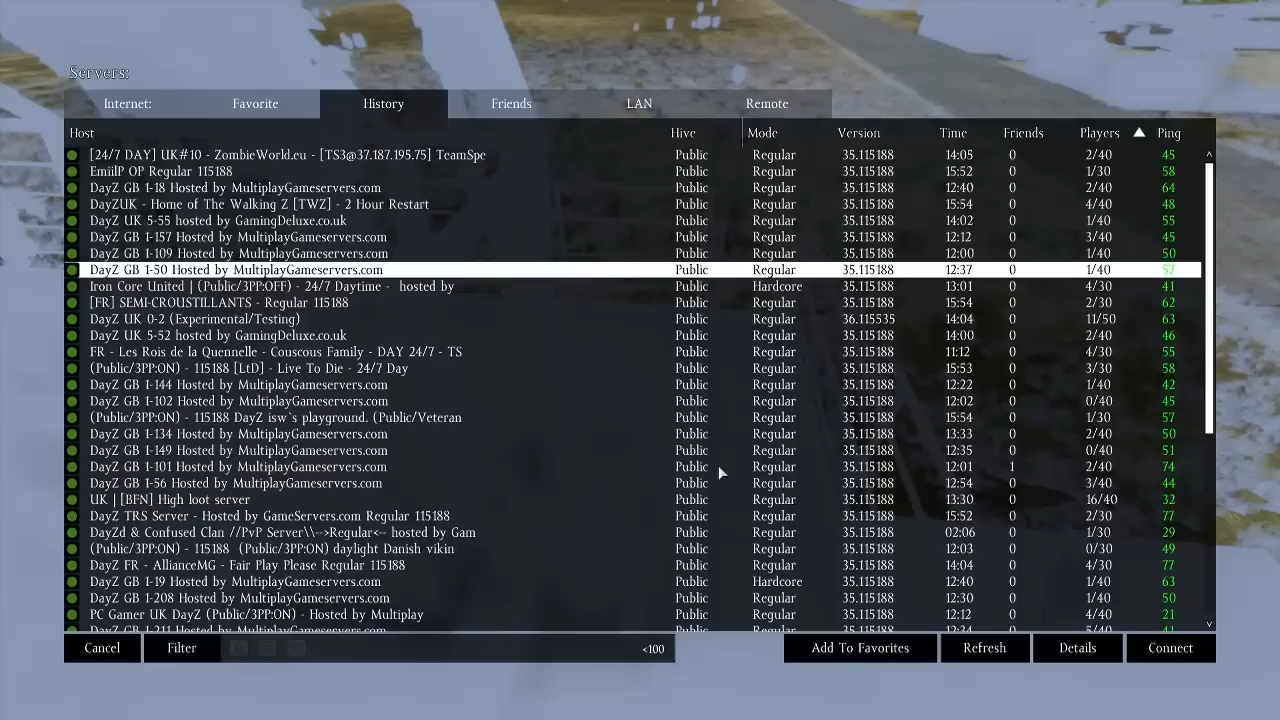 Servers:
Internet: Favorite History Friends LAN Remote
Host Hive Mode Version Time Friends Players Ping
[24/7 DAY] UK#10 - ZombieWorld.eu - [TS3@37.187.195.75] TeamSpe Public Regular 35.115188 14:05 0 2/40 45
EmiilP OP Regular 115188 Public Regular 35.115188 15:52 0 1/30 58
DayZ GB 1-18 Hosted by MultiplayGameservers.com Public Regular 35.115188 12:40 0 2/40 64
DayZUK - Home of The Walking Z [TWZ] - 2 Hour Restart Public Regular 35.115188 15:54 0 4/40 48
DayZ UK 5-55 hosted by GamingDeluxe.co.uk Public Regular 35.115188 14:02 0 1/40 55
DayZ GB 1-157 Hosted by MultiplayGameservers.com Public Regular 35.115188 12:12 0 3/40 45
DayZ GB 1-109 Hosted by MultiplayGameservers.com Public Regular 35.115188 12:00 0 1/40 50
DayZ GB 1-50 Hosted by MultiplayGameservers.com Public Regular 35.115188 12:37 0 1/40 57
Iron Core United | (Public/3PP:OFF) - 24/7 Daytime - hosted by Public Hardcore 35.115188 13:01 0 4/30 41
[FR] SEMI-CROUSTILLANTS - Regular 115188 Public Regular 35.115188 15:54 0 2/30 62
DayZ UK 0-2 (Experimental/Testing) Public Regular 36.115535 14:04 0 11/50 63
DayZ UK 5-52 hosted by GamingDeluxe.co.uk Public Regular 35.115188 14:00 0 2/40 46
FR - Les Rois de la Quennelle - Couscous Family - DAY 24/7 - TS Public Regular 35.115188 11:12 0 4/30 55
(Public/3PP:ON) - 115188 [LtD] - Live To Die - 24/7 Day Public Regular 35.115188 15:53 0 3/30 58
DayZ GB 1-144 Hosted by MultiplayGameservers.com Public Regular 35.115188 12:22 0 1/40 42
DayZ GB 1-102 Hosted by MultiplayGameservers.com Public Regular 35.115188 12:02 0 0/40 45
(Public/3PP:ON) - 115188 DayZ isw`s playground. (Public/Veteran Public Regular 35.115188 15:54 0 1/30 57
DayZ GB 1-134 Hosted by MultiplayGameservers.com Public Regular 35.115188 13:33 0 2/40 50
DayZ GB 1-149 Hosted by MultiplayGameservers.com Public Regular 35.115188 12:35 0 0/40 51
DayZ GB 1-101 Hosted by MultiplayGameservers.com Public Regular 35.115188 12:01 1 2/40 74
DayZ GB 1-56 Hosted by MultiplayGameservers.com Public Regular 35.115188 12:54 0 3/40 44
UK | [BFN] High loot server Public Regular 35.115188 13:30 0 16/40 32
DayZ TRS Server - Hosted by GameServers.com Regular 115188 Public Regular 35.115188 15:52 0 2/30 77
DayZd & Confused Clan //PvP Server\\-->Regular<-- hosted by Gam Public Regular 35.115188 02:06 0 1/30 29
(Public/3PP:ON) - 115188 (Public/3PP:ON) daylight Danish vikin Public Regular 35.115188 12:03 0 0/30 49
DayZ FR - AllianceMG - Fair Play Please Regular 115188 Public Regular 35.115188 14:04 0 4/30 77
DayZ GB 1-19 Hosted by MultiplayGameservers.com Public Hardcore 35.115188 12:40 0 1/40 63
DayZ GB 1-208 Hosted by MultiplayGameservers.com Public Regular 35.115188 12:30 0 1/40 50
PC Gamer UK DayZ (Public/3PP:ON) - Hosted by Multiplay Public Regular 35.115188 12:12 0 4/40 21
DayZ GB 1-211 Hosted by MultiplayGameservers.com Public Regular 35.115188 12:34 0 5/40 41
Cancel Filter <100 Add To Favorites Refresh Details Connect